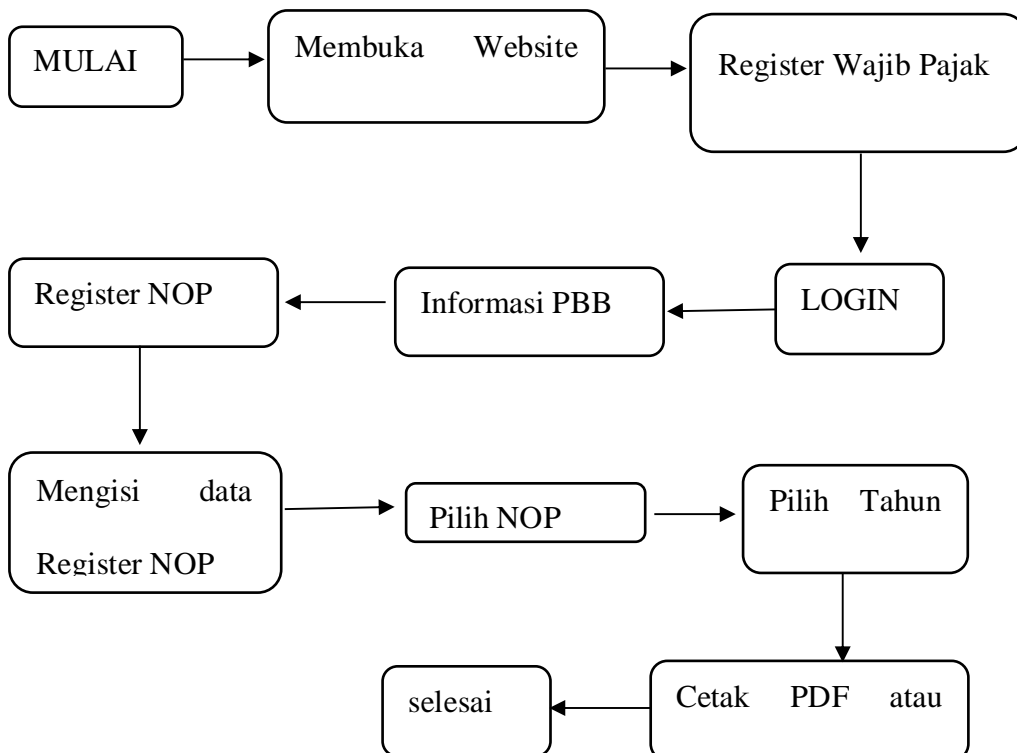 MULAI
Membuka Website
Register Wajib Pajak
LOGIN
Informasi PBB
Register NOP
Mengisi data
Register NOP
Pilih NOP
Pilih Tahun
Cetak PDF atau
selesai